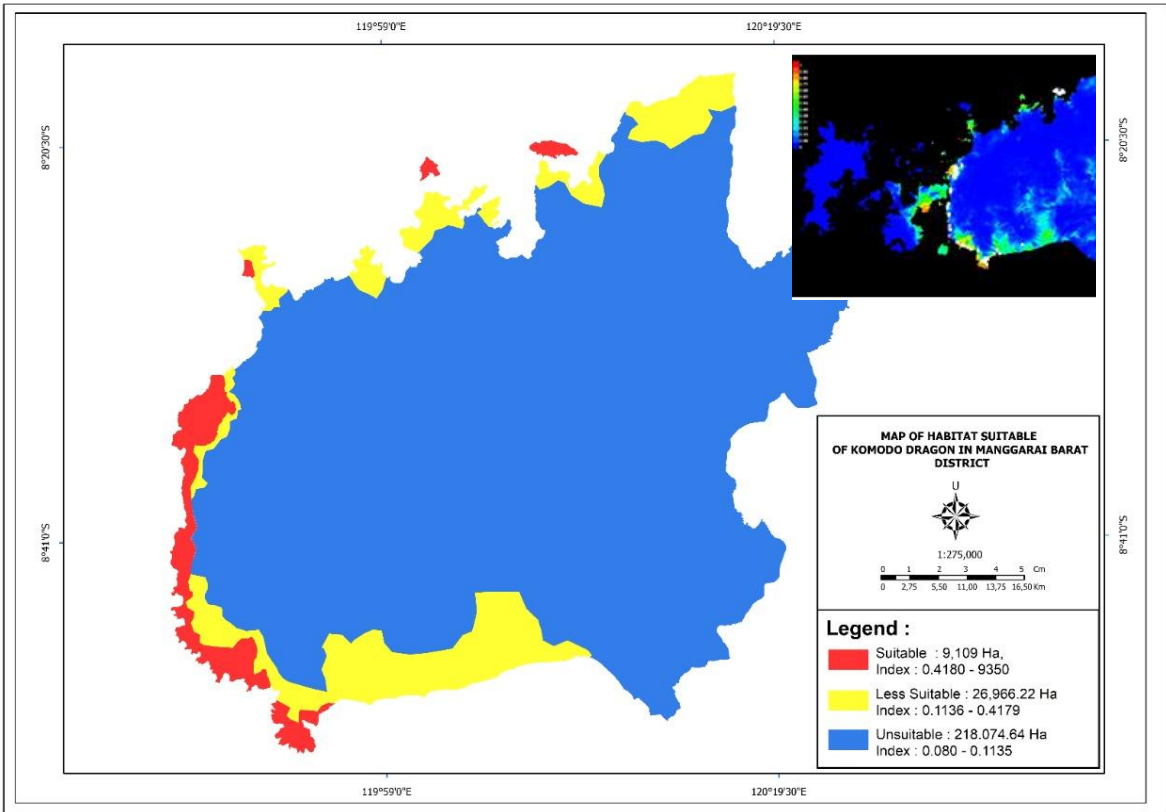 119°59'0"E
120°19'30"E
8°20'30"S
8°20'30"S
8°41'0"S
8°41'0"S
MAP OF HABITAT SUITABLE
OF KOMODO DRAGON IN MANGGARAI BARAT
DISTRICT
U
1:275,000
0 1 2 3 4 5 Cm
0 2,75 5,50 11,00 13,75 16,50 Km
Legend :
Suitable : 9,109 Ha,
Index : 0.4180 - 9350
Less Suitable : 26,966.22 Ha
Index : 0.1136 - 0.4179
Unsuitable : 218.074.64 Ha
Index : 0.080 - 0.1135
119°59'0"E
120°19'30"E